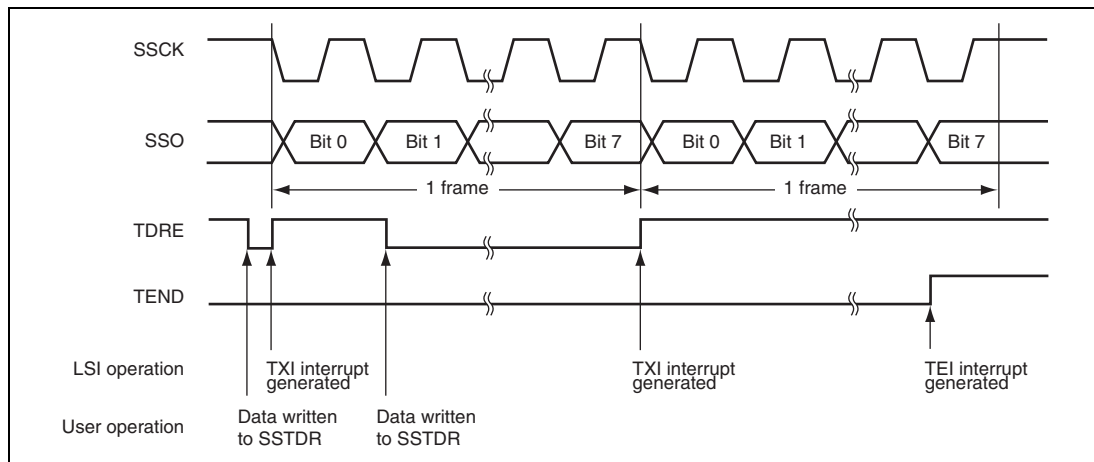 SSCK
SSO
Bit 0
Bit 1
Bit 7
Bit 0
Bit 1
Bit 7
1 frame
1 frame
TDRE
TEND
LSI operation
TXI interrupt
generated
TXI interrupt
generated
TEI interrupt
generated
User operation
Data written
to SSTDR
Data written
to SSTDR